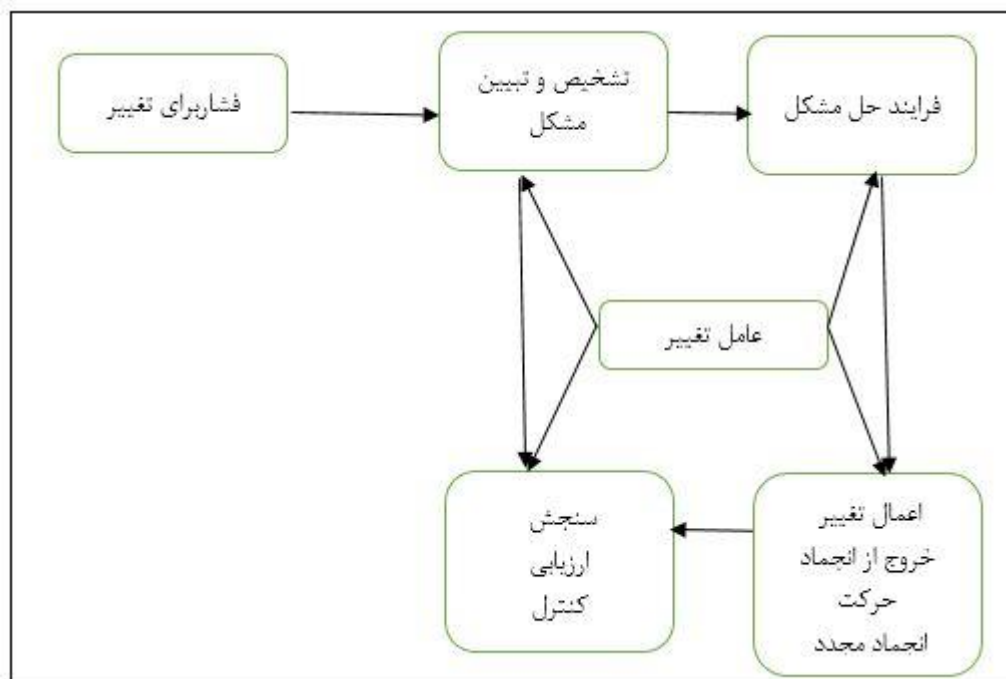 فشاربرای تغییر
تشخیص و تبیین
مشکل
فرایند حل مشکل
عامل تغییر
سنجش
ارزیابی
کنترل
اعمال تغییر
خروج از انجماد
حرکت
انجماد مجدد